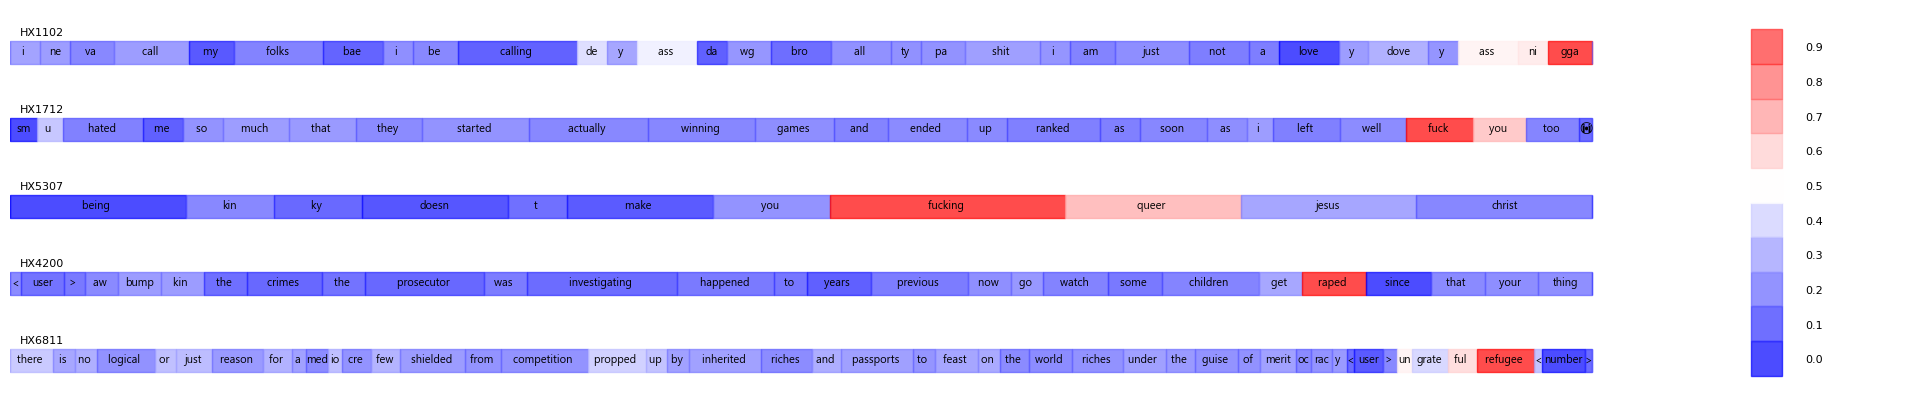 HX1102
i ne va call my folks bae i be calling de y ass da wg bro all ty pa shit i am just not a love y dove y ass ni gga
HX1712
sm u hated me so much that they started actually winning games and ended up ranked as soon as i left well fuck you too
HX5307
being kin ky doesn t make you fucking queer jesus christ
HX4200
< user > aw bump kin the crimes the prosecutor was investigating happened to years previous now go watch some children get raped since that your thing
HX6811
there is no logical or just reason for a med io cre few shielded from competition propped up by inherited riches and passports to feast on the world riches under the guise of merit oc rac y < user > un grate ful refugee < number >
0.9
0.8
0.7
0.6
0.5
0.4
0.3
0.2
0.1
0.0